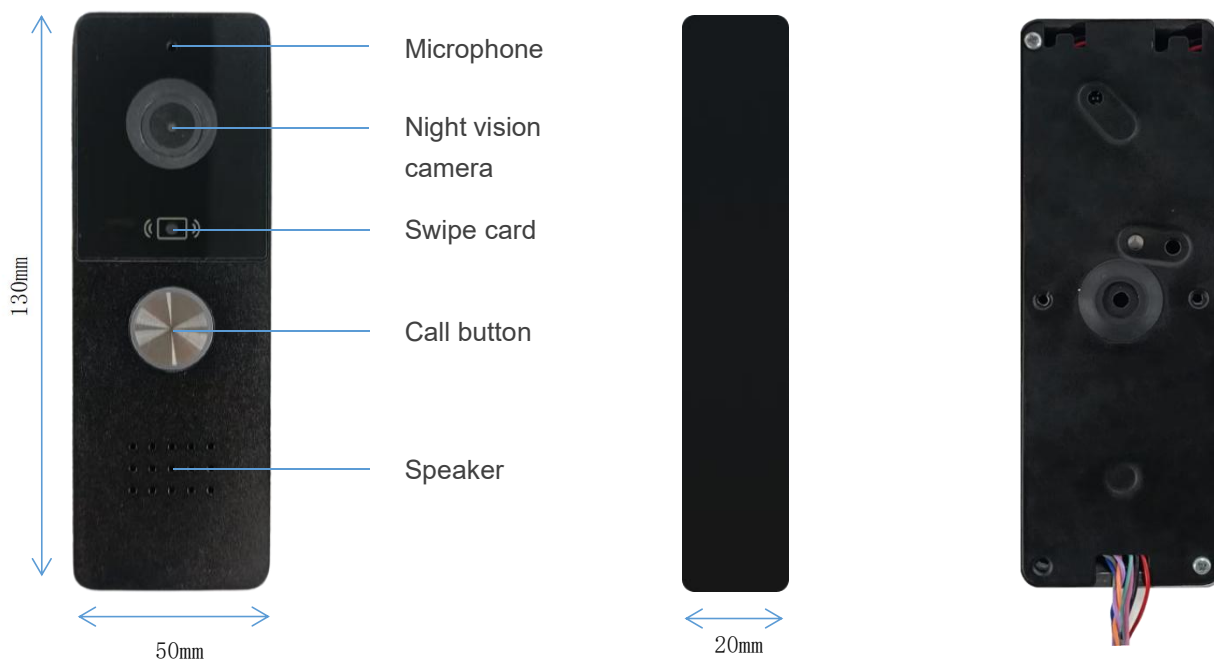 Microphone
Night vision
camera
Swipe card
130mm
Call button
Speaker
50mm
20mm